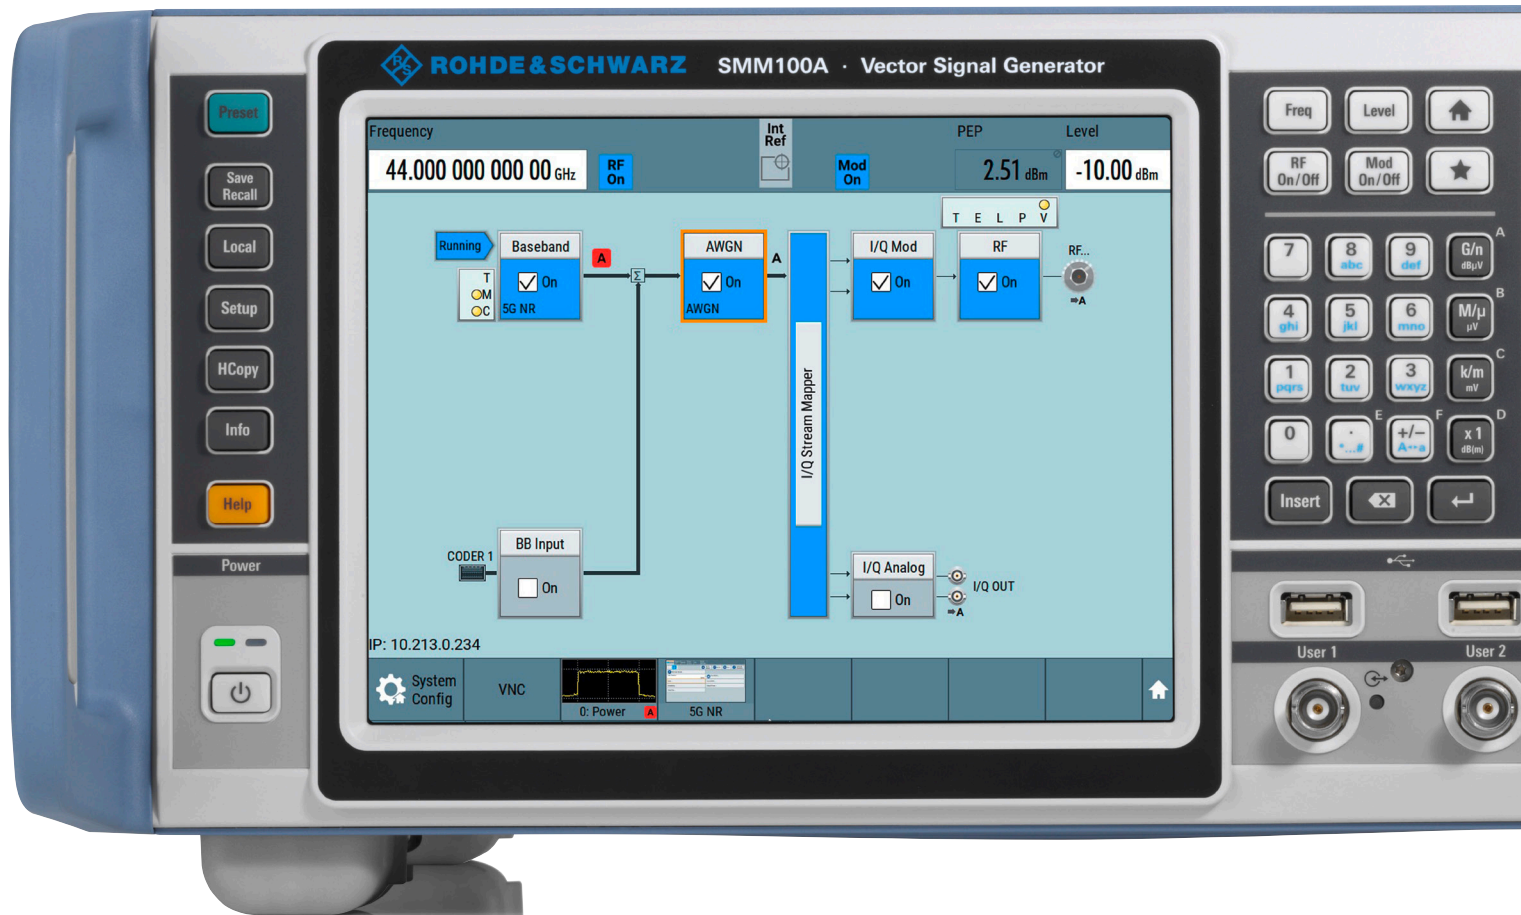 ROHDE & SCHWARZ SMM100A · Vector Signal Generator
Preset
Save
Recall
Local
Setup
HCopy
Info
Help
Power
Frequency
44.000 000 000 00 GHz
RF
On
Int
Ref
Mod
On
PEP
2.51 dBm
Level
-10.00 dBm
T E L P V
Running
Baseband
On
5G NR
T
M
C
A
Σ
AWGN
On
AWGN
A
I/Q Stream Mapper
I/Q Mod
On
RF
On
RF...
⇒A
CODER 1
BB Input
On
I/Q Analog
On
I/Q OUT
⇒A
IP: 10.213.0.234
System
Config
VNC
0: Power A
5G NR
Freq
Level
RF
On/Off
Mod
On/Off
7
8
abc
9
def
G/n
dBµV
A
4
ghi
5
jkl
6
mno
M/µ
µV
B
1
pqrs
2
tuv
3
wxyz
k/m
mV
C
0
.
*...#
E
+/−
A↔a
F
x 1
dB(m)
D
Insert
User 1
User 2